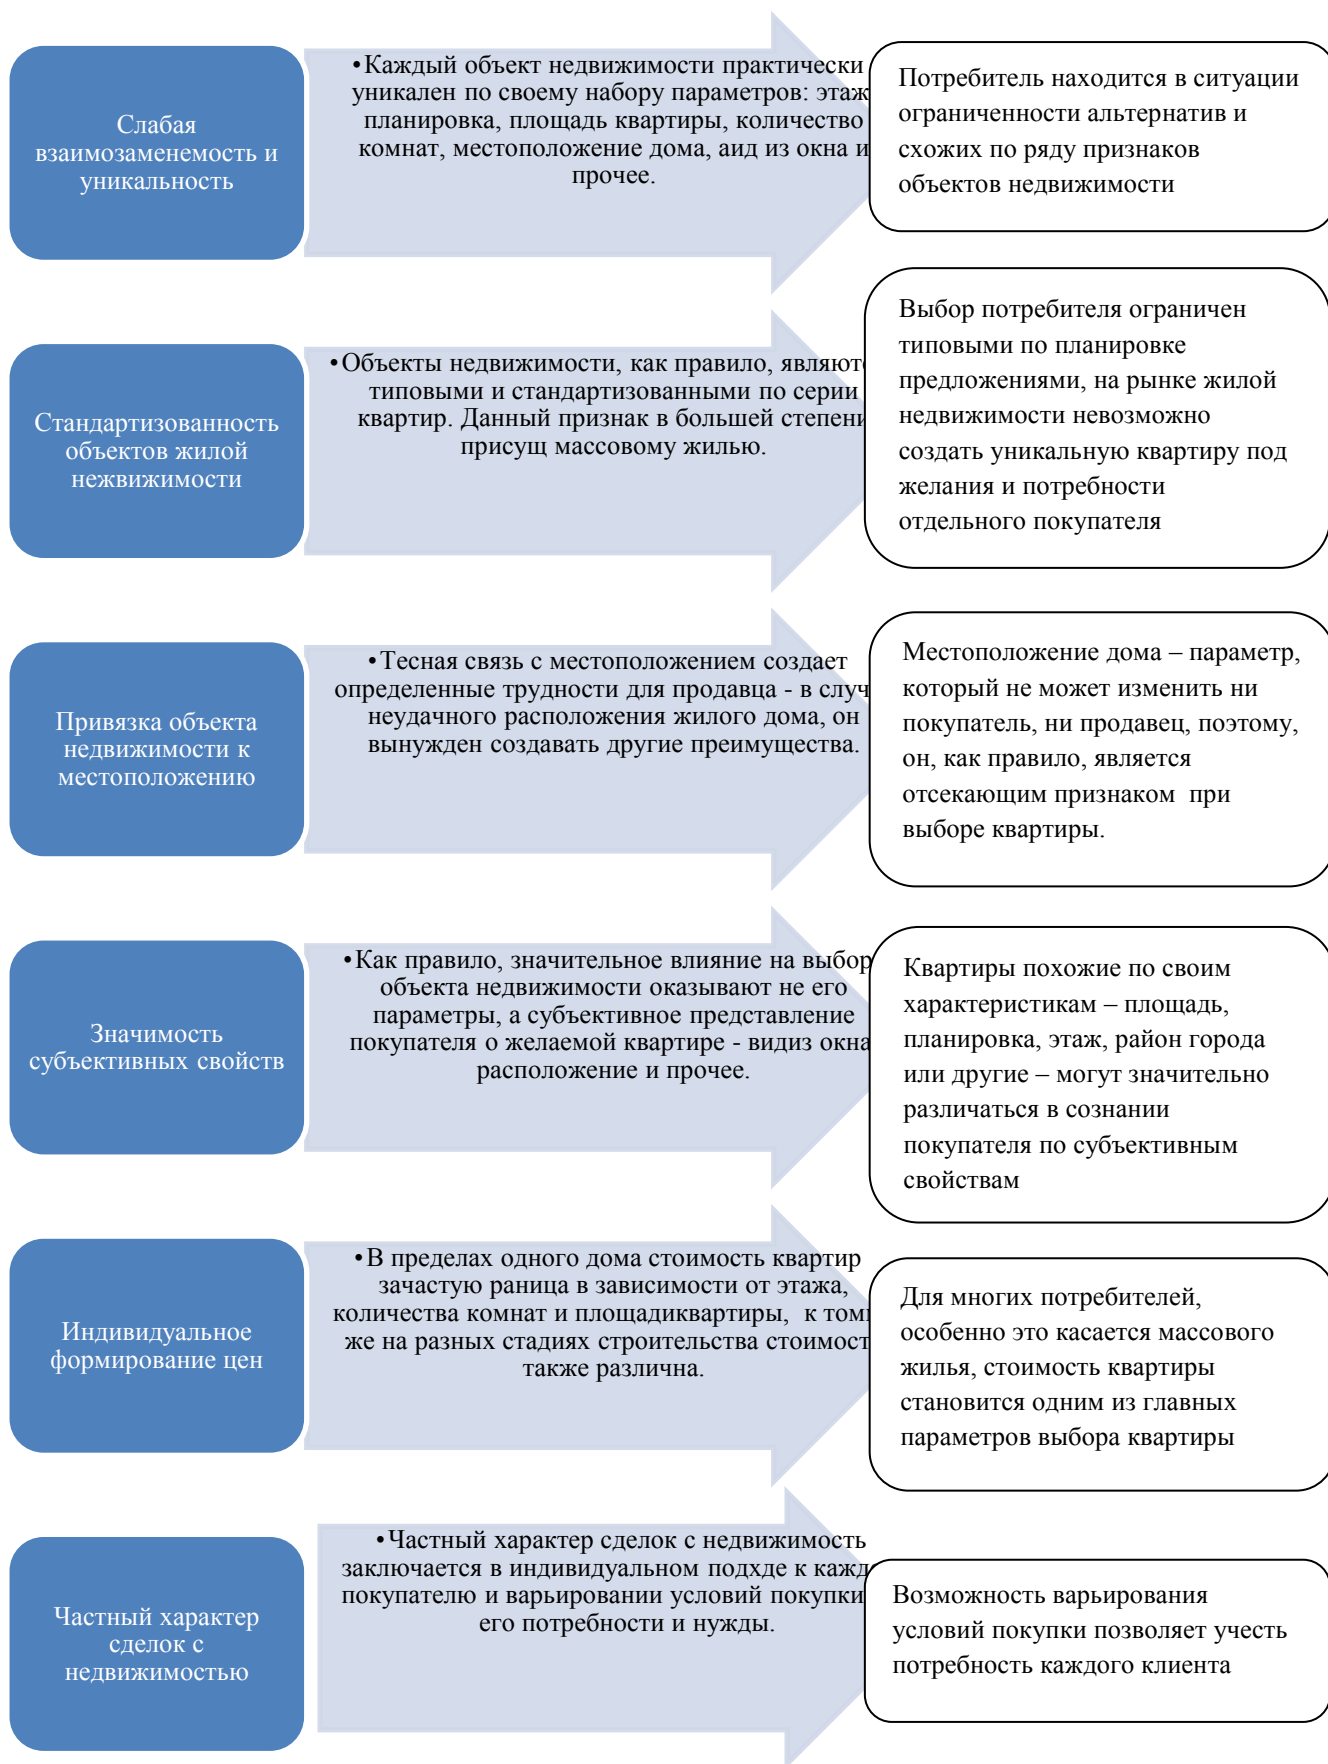 Слабая
взаимозаменемость и
уникальность
•Каждый объект недвижимости практически
уникален по своему набору параметров: этаж
планировка, площадь квартиры, количество
комнат, местоположение дома, аид из окна и
прочее.
Потребитель находится в ситуации
ограниченности альтернатив и
схожих по ряду признаков
объектов недвижимости
Стандартизованность
объектов жилой
нежвижимости
•Объекты недвижимости, как правило,
типовыми и стандартизованными по серии
квартир. Данный признак в большей степени
присущ массовому жилью.
Выбор потребителя ограничен
типовыми по планировке
предложениями, на рынке жилой
недвижимости невозможно
создать уникальную квартиру под
желания и потребности
отдельного покупателя
Привязка объекта
недвижимости к
местоположению
•Тесная связь с местоположением создает
определенные трудности для продавца - в
неудачного расположения жилого дома, он
вынужден создавать другие преимущества.
Местоположение дома – параметр,
который не может изменить ни
покупатель, ни продавец, поэтому,
он, как правило, является
отсекающим признаком при
выборе квартиры.
Значимость
субъективных свойств
•Как правило, значительное влияние на выбор
объекта недвижимости оказывают не его
параметры, а субъективное представление
покупателя о желаемой квартире - видиз окна
расположение и прочее.
Квартиры похожие по своим
характеристикам – площадь,
планировка, этаж, район города
или другие – могут значительно
различаться в сознании
покупателя по субъективным
свойствам
Индивидуальное
формирование цен
•В пределах одного дома стоимость квартир
зачастую раница в зависимости от этажа,
количества комнат и площадиквартиры, к
же на разных стадиях строительства
также различна.
Для многих потребителей,
особенно это касается массового
жилья, стоимость квартиры
становится одним из главных
параметров выбора квартиры
Частный характер
сделок с
недвижимостью
•Частный характер сделок с недвижимость
заключается в индивидуальном подхде к
покупателю и варьировании условий покупки
его потребности и нужды.
Возможность варьирования
условий покупки позволяет учесть
потребность каждого клиента